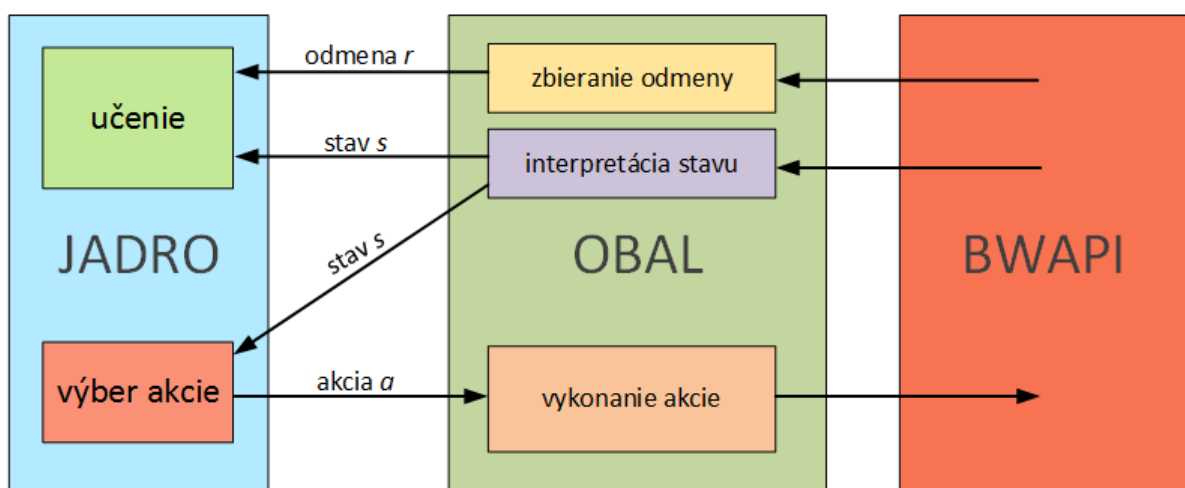 odmena r
zbieranie odmeny
učenie
stav s
interpretácia stavu
JADRO
stav s
OBAL
BWAPI
výber akcie
akcia a
vykonanie akcie